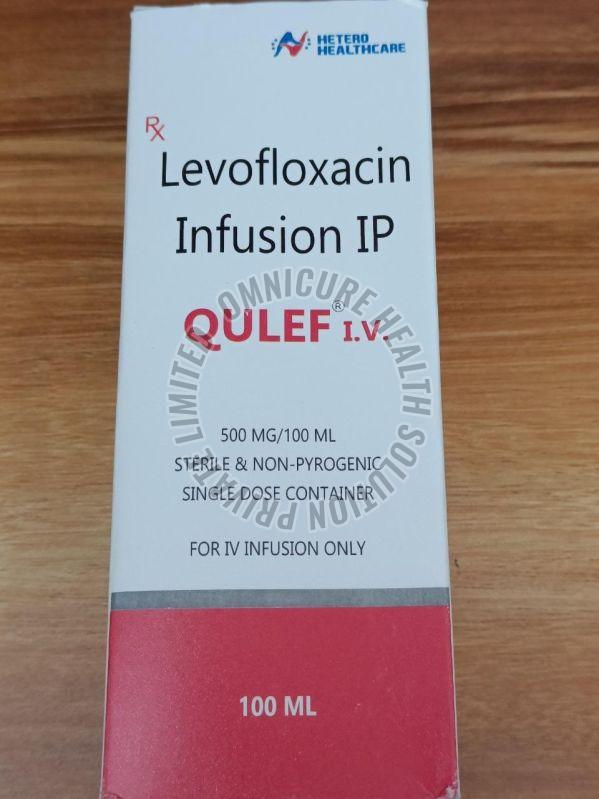 HETERO
HEALTHCARE
Rx
Levofloxacin
Infusion IP
QULEF® I.V.
500 MG/100 ML
STERILE & NON-PYROGENIC
SINGLE DOSE CONTAINER
FOR IV INFUSION ONLY
100 ML
OMNICURE HEALTH SOLUTION PRIVATE LIMITED